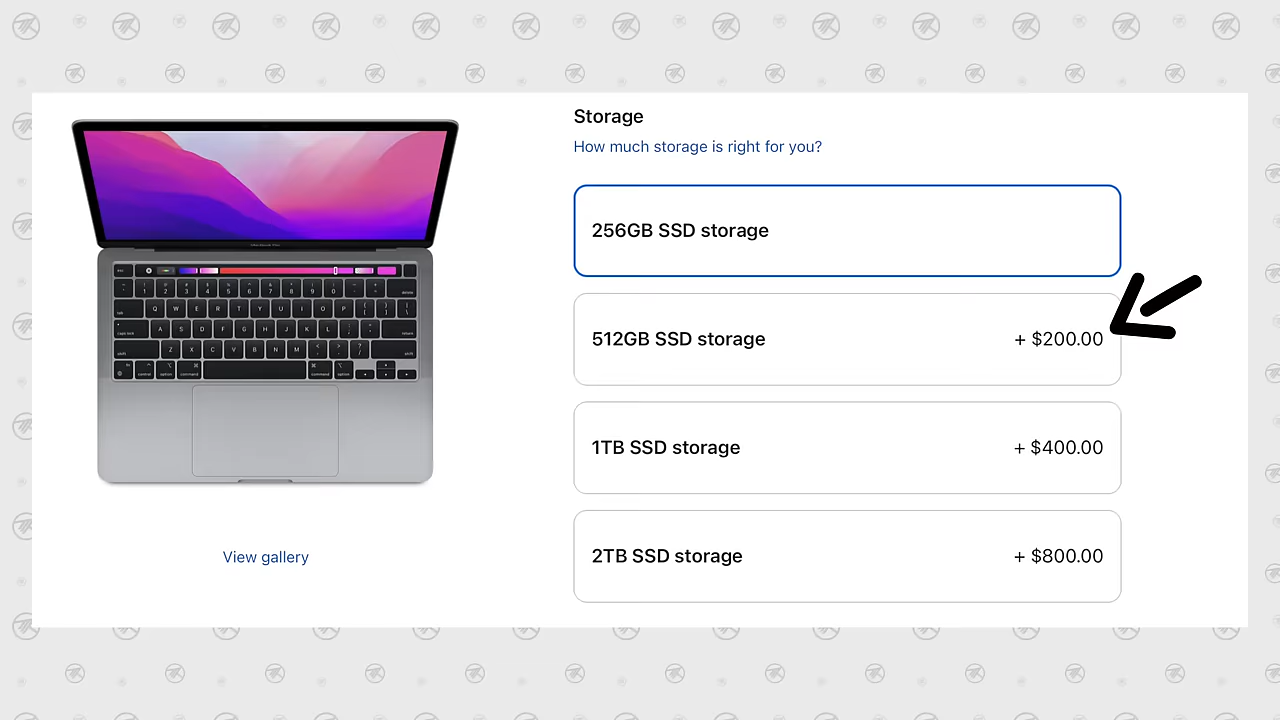 Storage
How much storage is right for you?
256GB SSD storage
512GB SSD storage + $200.00
1TB SSD storage + $400.00
2TB SSD storage + $800.00
View gallery